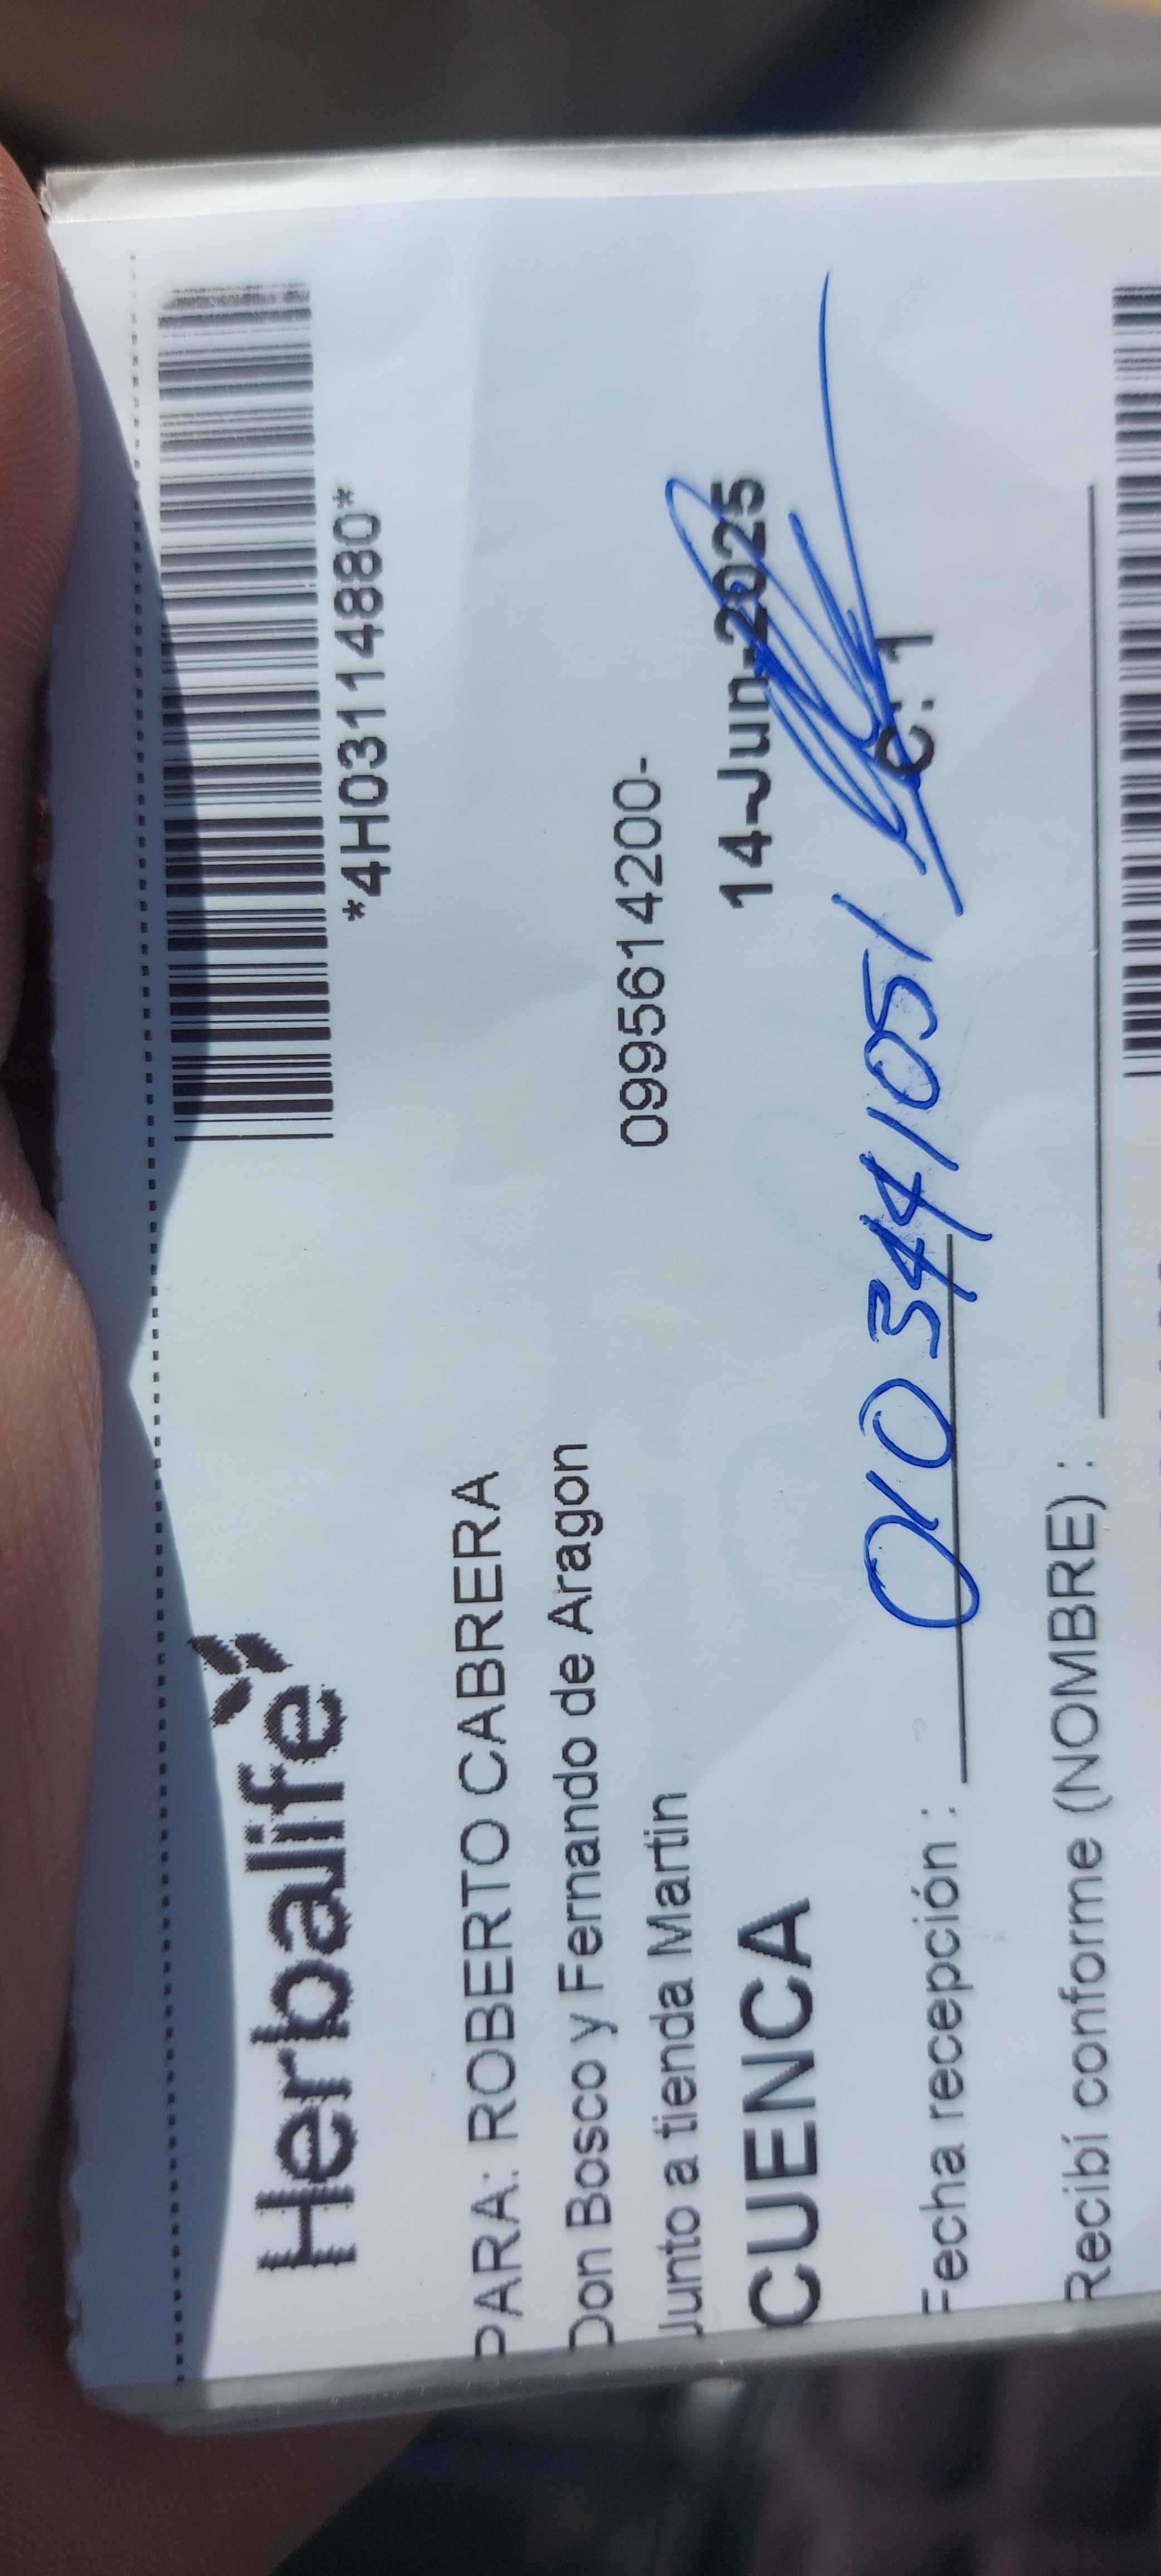 Herbalife
*4H03114880*
PARA: ROBERTO CABRERA
Don Bosco y Fernando de Aragon
Junto a tienda Martin
0995614200-
CUENCA
14-Jun-2025
0103441051
Fecha recepción :
c: 1
Recibí conforme (NOMBRE) :